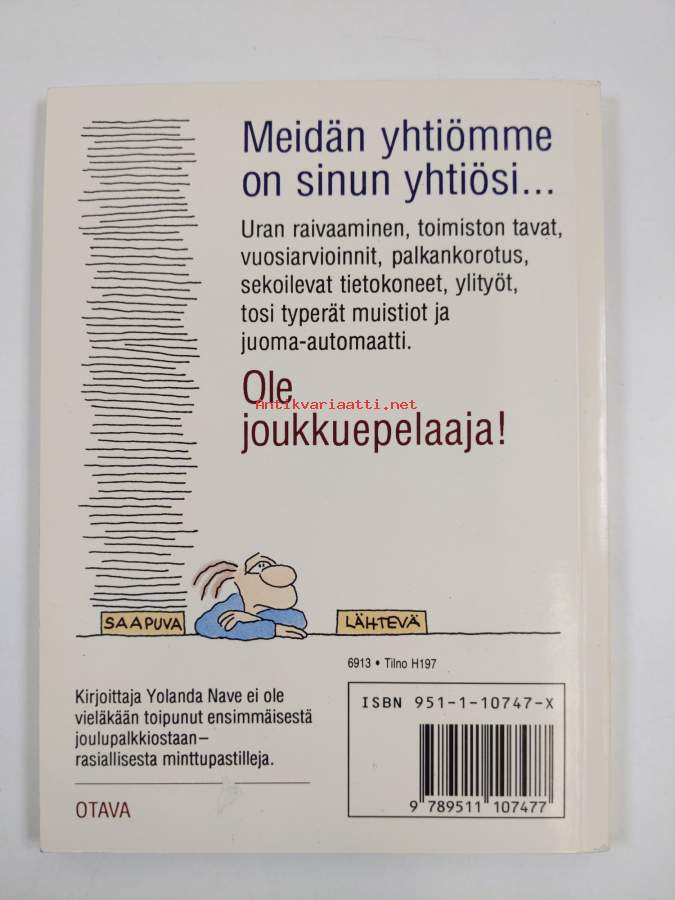 Meidän yhtiömme
on sinun yhtiösi...
Uran raivaaminen, toimiston tavat,
vuosiarvioinnit, palkankorotus,
sekoilevat tietokoneet, ylityöt,
tosi typerät muistiot ja
juoma-automaatti.
Ole
Antikvariaatti.net
joukkuepelaaja!
SAAPUVA
LÄHTEVÄ
6913 • Tilno H197
Kirjoittaja Yolanda Nave ei ole
vieläkään toipunut ensimmäisestä
joulupalkkiostaan–
rasiallisesta minttupastilleja.
OTAVA
ISBN 951-1-10747-X
9 789511 107477